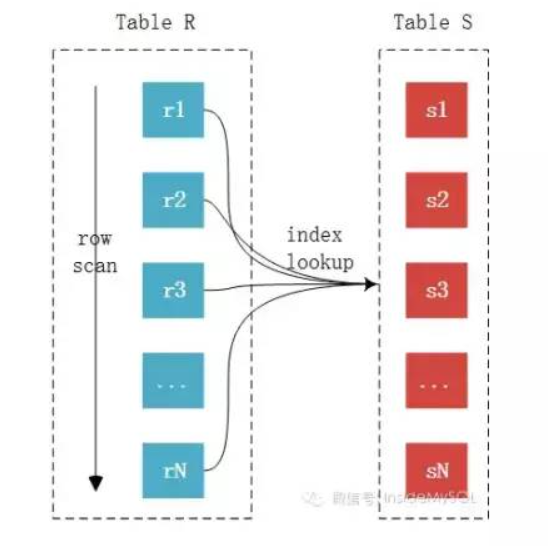 Table R
Table S
r1
s1
r2
s2
row
scan
index
lookup
r3
s3
...
...
rN
sN
微信号: InsideMySQL